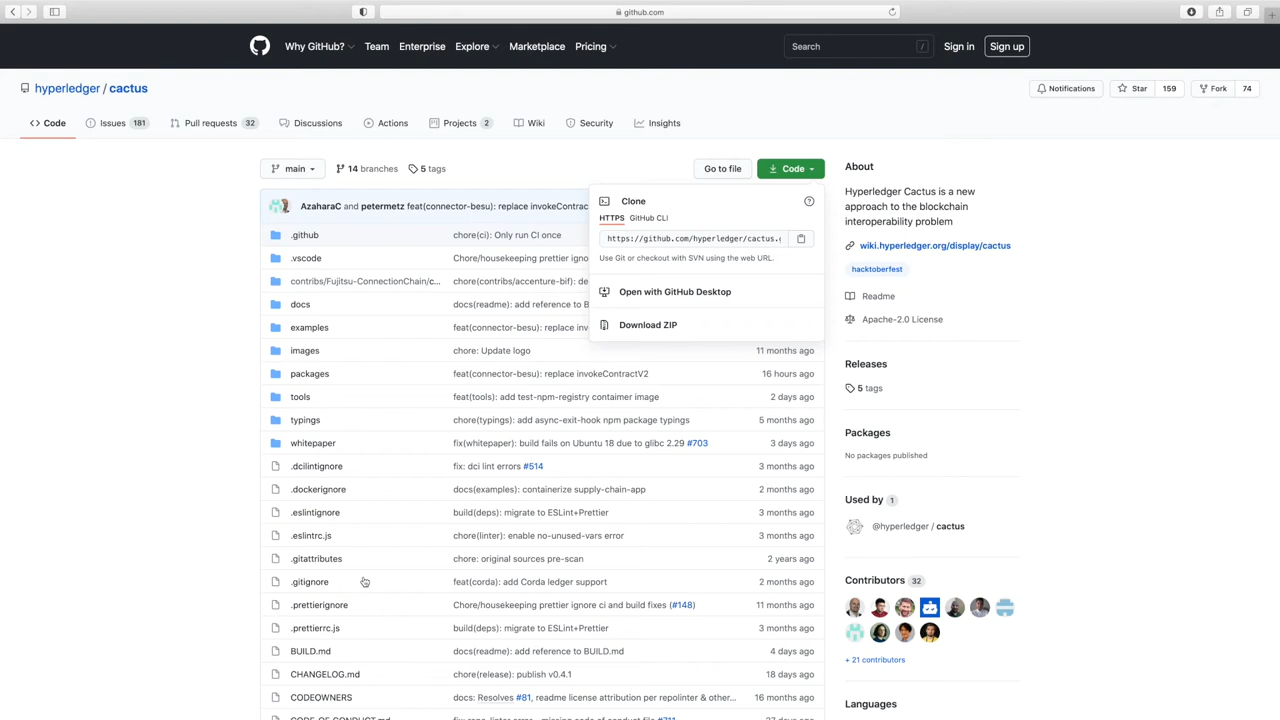 github.com
Why GitHub? Team Enterprise Explore Marketplace Pricing Search / Sign in Sign up
hyperledger / cactus Notifications Star 159 Fork 74
Code Issues 181 Pull requests 32 Discussions Actions Projects 2 Wiki Security Insights
main 14 branches 5 tags Go to file Code
AzaharaC and petermetz feat(connector-besu): replace invokeContrac
.github chore(ci): Only run CI once
.vscode Chore/housekeeping prettier igno
contribs/Fujitsu-ConnectionChain/c... chore(contribs/accenture-bif): de
docs docs(readme): add reference to B
examples feat(connector-besu): replace inv
images chore: Update logo 11 months ago
packages feat(connector-besu): replace invokeContractV2 16 hours ago
tools feat(tools): add test-npm-registry container image 2 days ago
typings chore(typings): add async-exit-hook npm package typings 5 months ago
whitepaper fix(whitepaper): build fails on Ubuntu 18 due to glibc 2.29 #703 3 days ago
.dcilintignore fix: dci lint errors #514 3 months ago
.dockerignore docs(examples): containerize supply-chain-app 2 months ago
.eslintignore build(deps): migrate to ESLint+Prettier 3 months ago
.eslintrc.js chore(linter): enable no-unused-vars error 3 months ago
.gitattributes chore: original sources pre-scan 2 years ago
.gitignore feat(corda): add Corda ledger support 2 months ago
.prettierignore Chore/housekeeping prettier ignore ci and build fixes (#148) 11 months ago
.prettierrc.js build(deps): migrate to ESLint+Prettier 3 months ago
BUILD.md docs(readme): add reference to BUILD.md 4 days ago
CHANGELOG.md chore(release): publish v0.4.1 18 days ago
CODEOWNERS docs: Resolves #81, readme license attribution per repolinter & other... 16 months ago
Clone
HTTPS GitHub CLI
https://github.com/hyperledger/cactus.g
Use Git or checkout with SVN using the web URL.
Open with GitHub Desktop
Download ZIP
About
Hyperledger Cactus is a new
approach to the blockchain
interoperability problem
wiki.hyperledger.org/display/cactus
hacktoberfest
Readme
Apache-2.0 License
Releases
5 tags
Packages
No packages published
Used by 1
@hyperledger / cactus
Contributors 32
+ 21 contributors
Languages